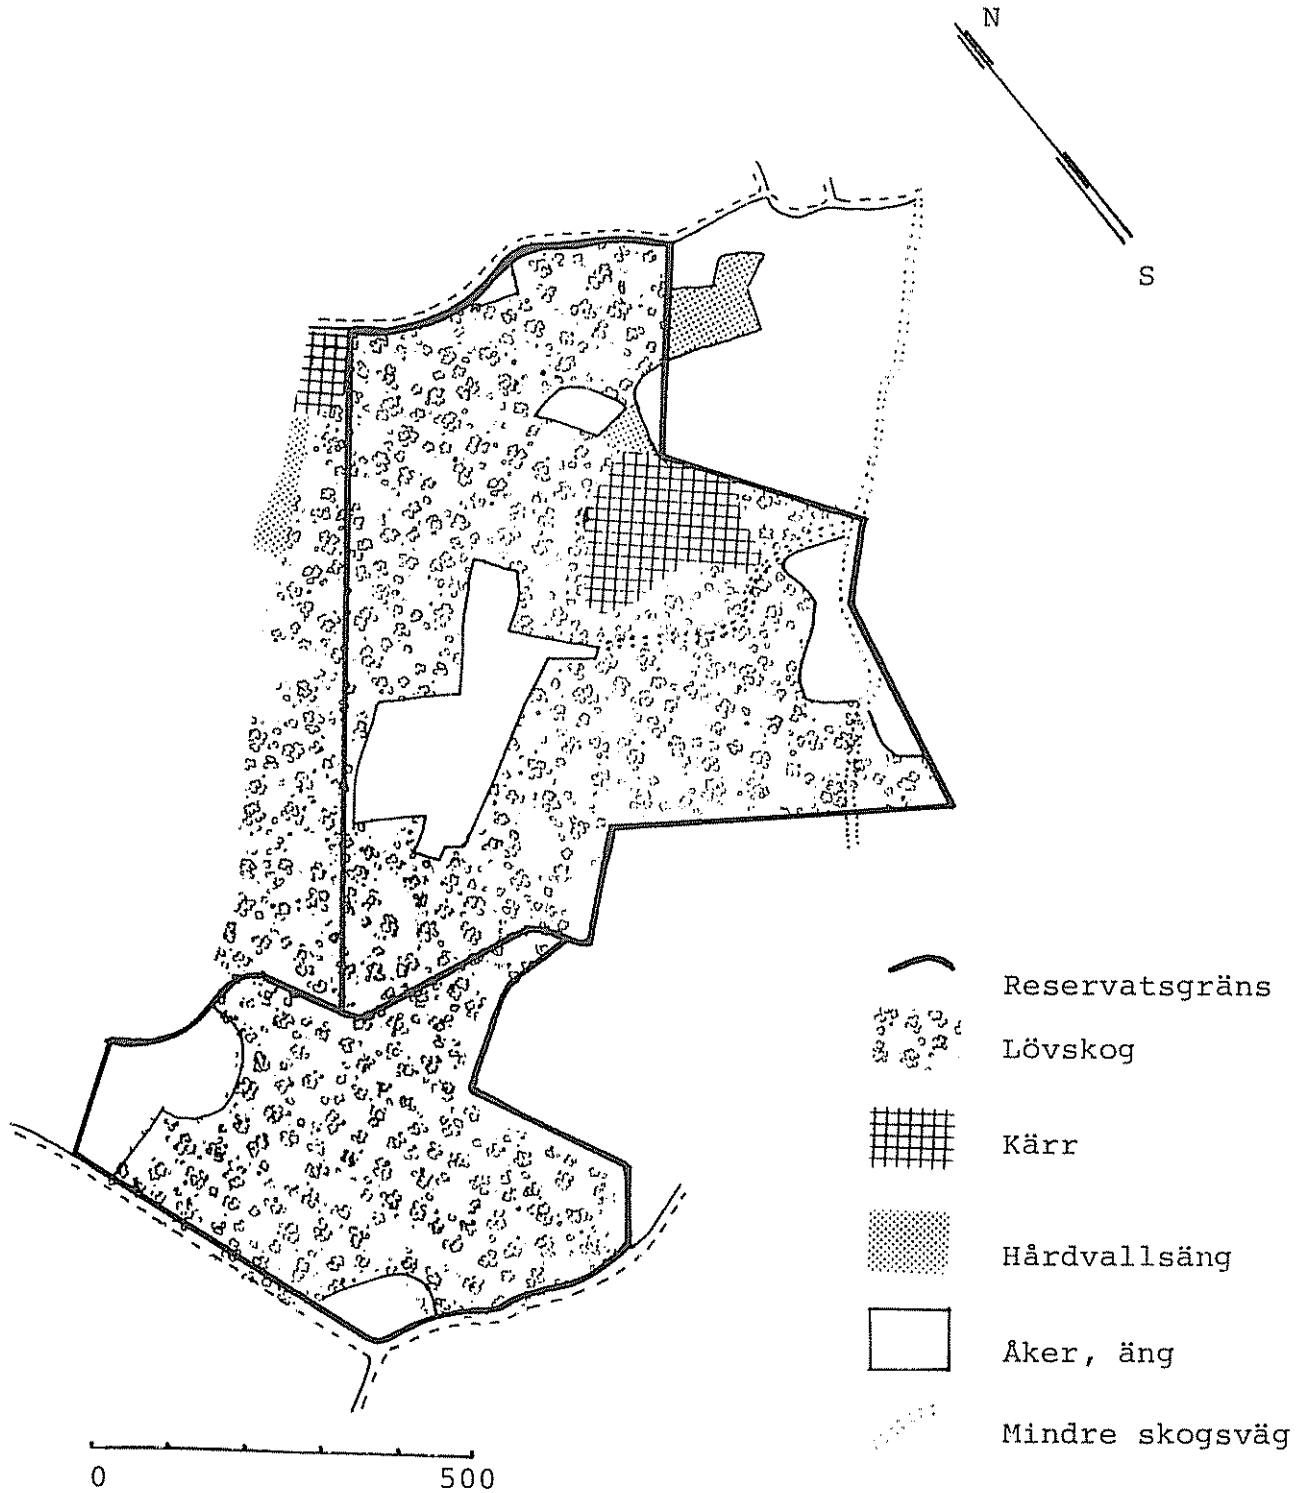 N
S
Reservatsgräns
Lövskog
Kärr
Hårdvallsäng
Åker, äng
Mindre skogsväg
0 500